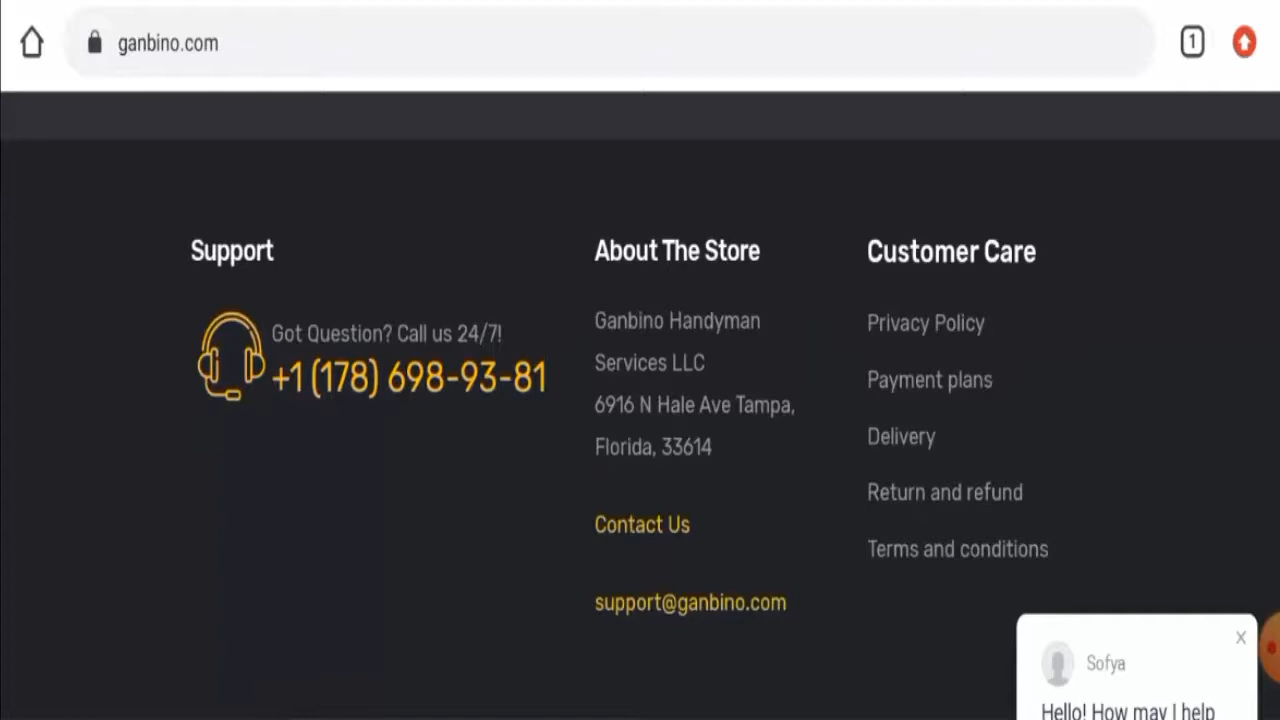 ganbino.com
1
Support
About The Store
Customer Care
Got Question? Call us 24/7!
+1 (178) 698-93-81
Ganbino Handyman
Services LLC
6916 N Hale Ave Tampa,
Florida, 33614
Contact Us
support@ganbino.com
Privacy Policy
Payment plans
Delivery
Return and refund
Terms and conditions
Sofya
Hello! How may I help